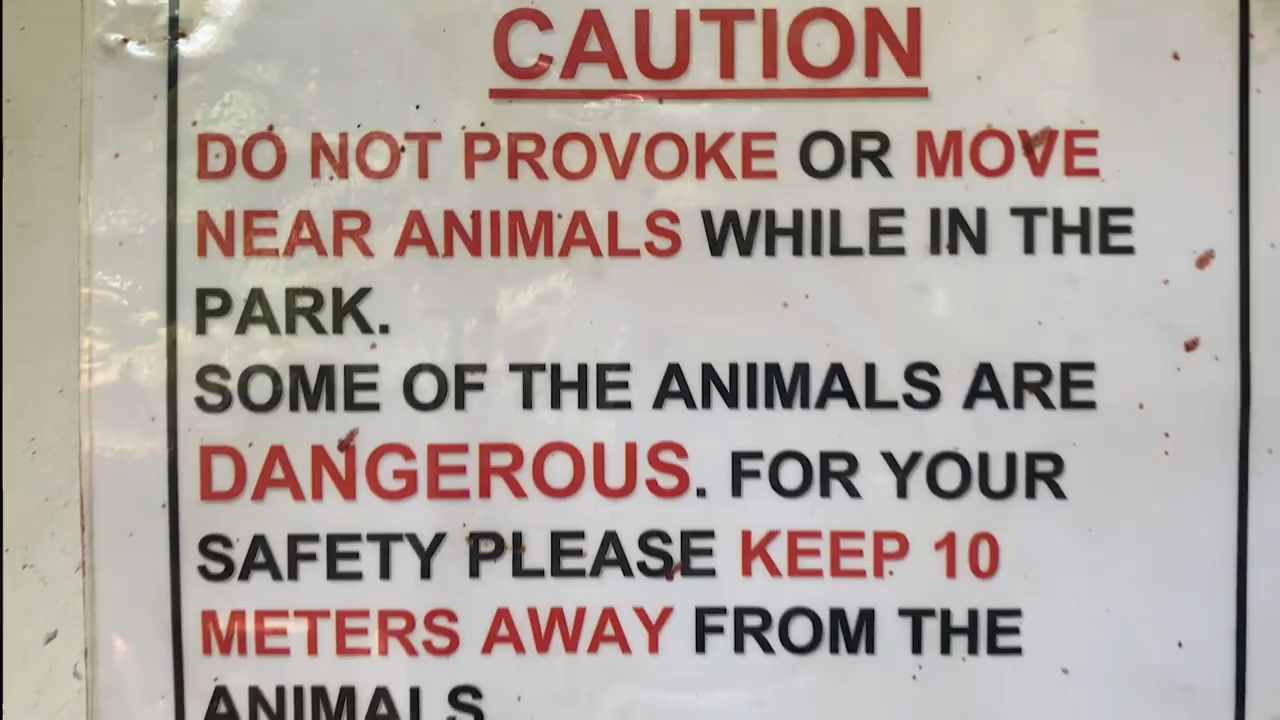 CAUTION
DO NOT PROVOKE OR MOVE
NEAR ANIMALS WHILE IN THE
PARK.
SOME OF THE ANIMALS ARE
DANGEROUS. FOR YOUR
SAFETY PLEASE KEEP 10
METERS AWAY FROM THE
ANIMALS